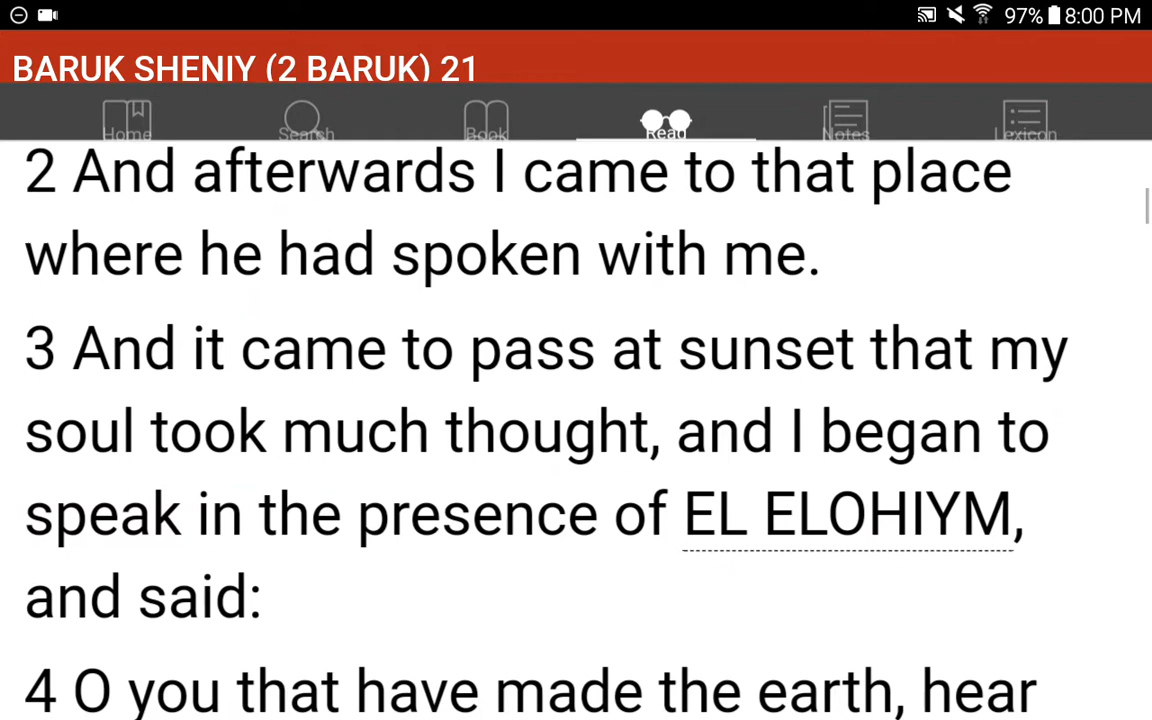 97% 8:00 PM
BARUK SHENIY (2 BARUK) 21
Home Search Book Read Notes Lexicon
2 And afterwards I came to that place
where he had spoken with me.
3 And it came to pass at sunset that my
soul took much thought, and I began to
speak in the presence of EL ELOHIYM,
and said:
4 O you that have made the earth, hear